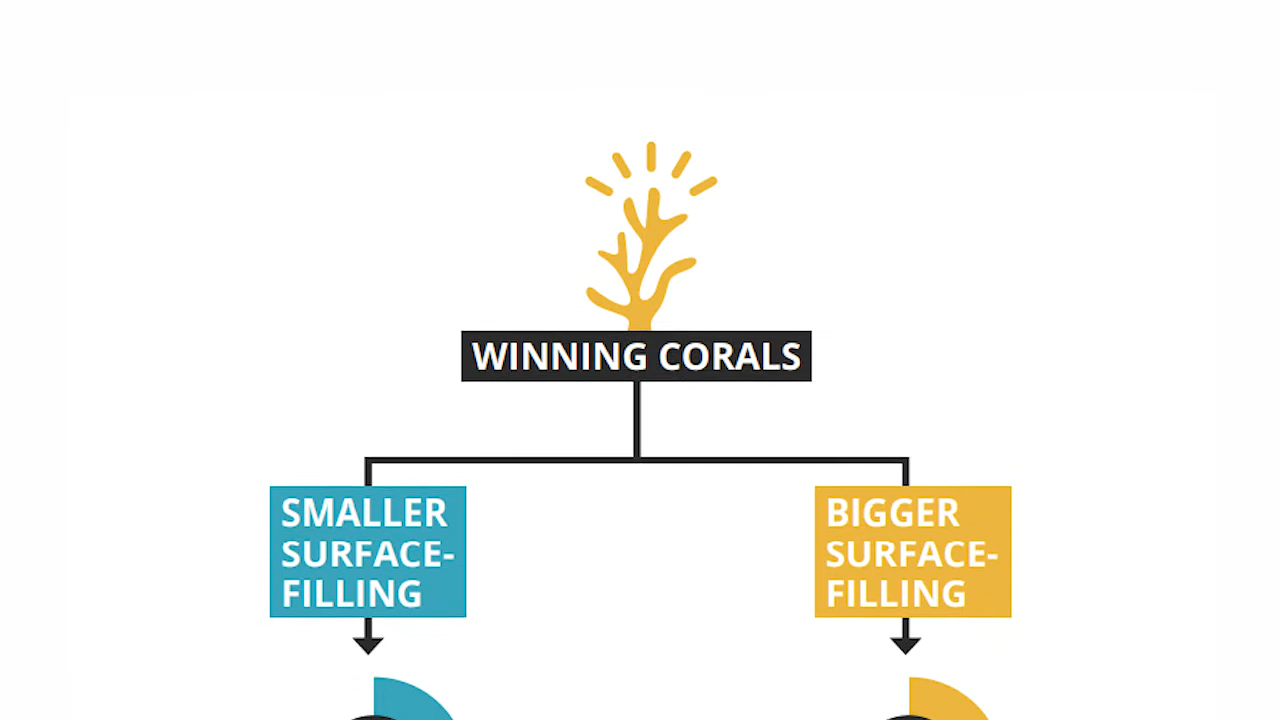 WINNING CORALS
SMALLER
SURFACE-
FILLING
BIGGER
SURFACE-
FILLING